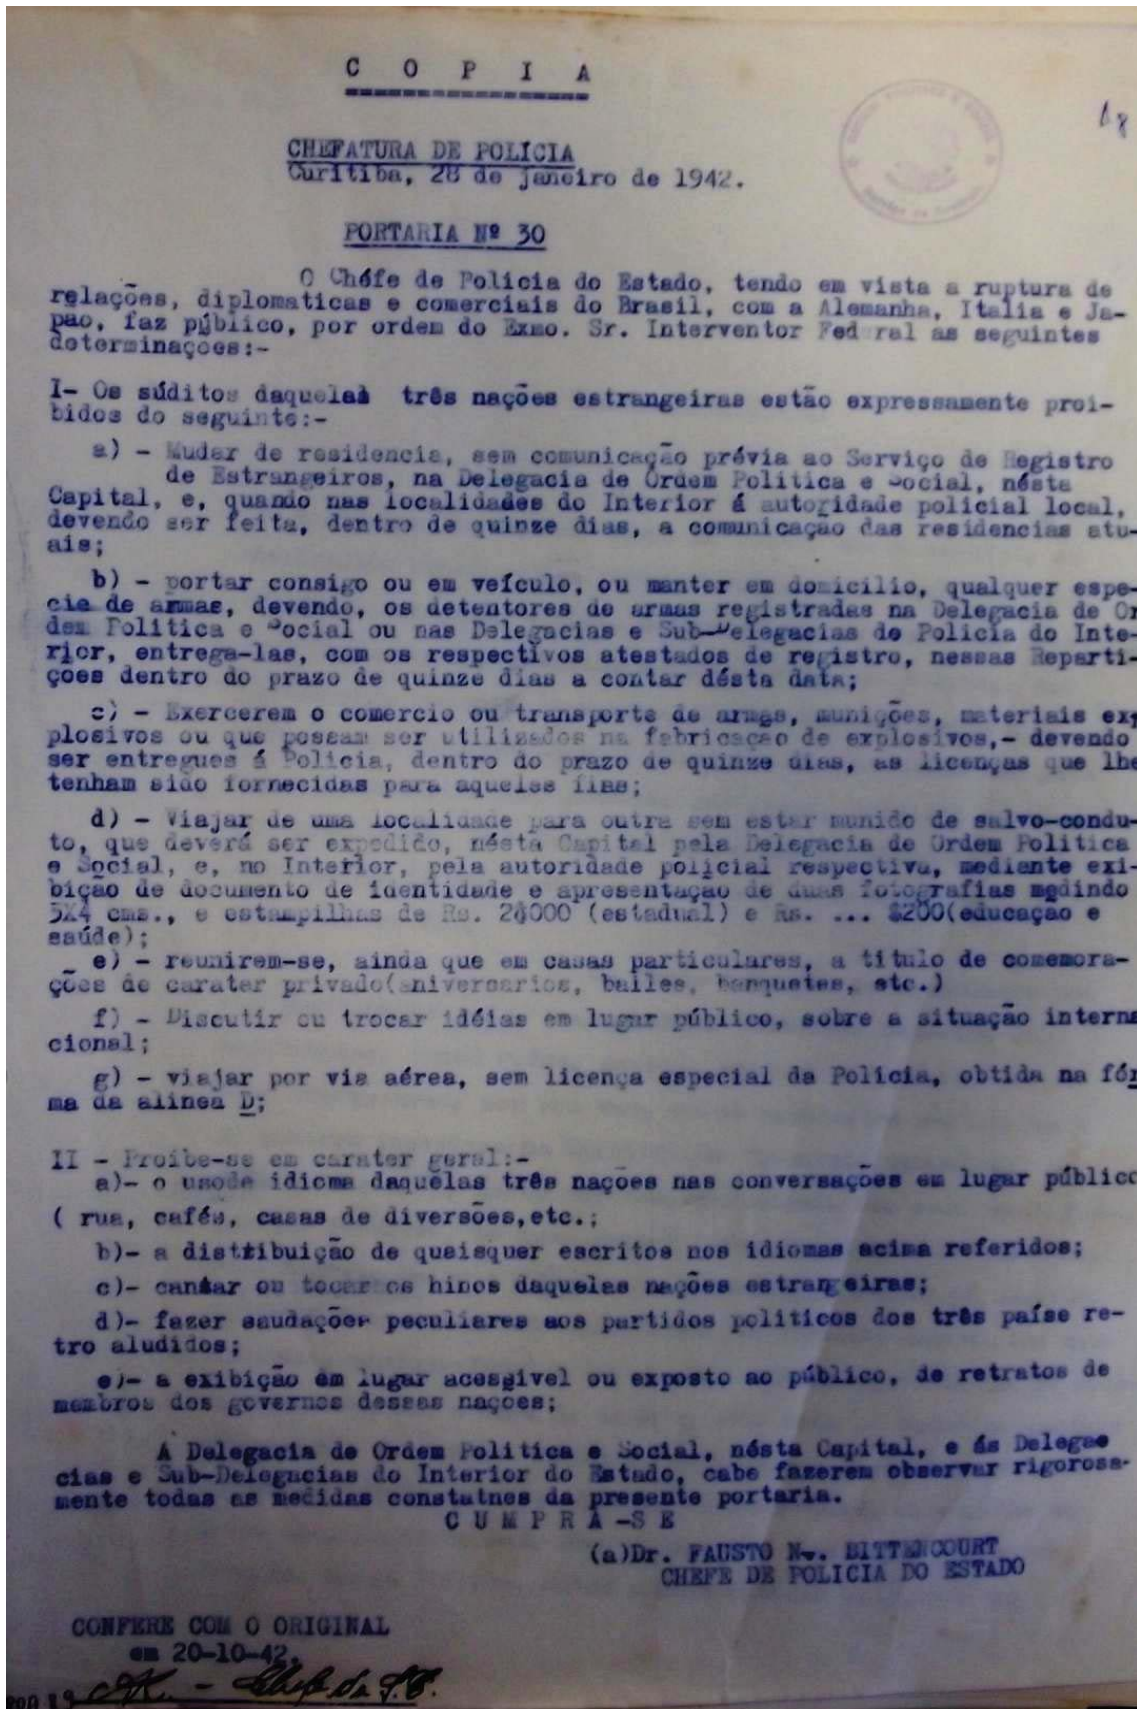 C O P I A
CHEFATURA DE POLÍCIA
Curitiba, 28 de janeiro de 1942.
PORTARIA Nº 30
O Chéfe de Policia do Estado, tendo em vista a ruptura de
relações, diplomaticas e comerciais do Brasil, com a Alemanha, Italia e Ja-
pão, faz público, por ordem do Exmo. Sr. Interventor Federal as seguintes
determinações:-
I- Os súditos daquelas três nações estrangeiras estão expressamente proi-
bidos do seguinte:-
a) - Mudar de residencia, sem comunicação prévia ao Serviço de Registro
de Estrangeiros, na Delegacia de Ordem Politica e Social, nésta
Capital, e, quando nas localidades do Interior á autoridade policial local,
devendo ser feita, dentro de quinze dias, a comunicação das residencias atu-
ais;
b) - portar consigo ou em veículo, ou manter em domicilio, qualquer espe-
cie de armas, devendo, os detentores de armas registradas na Delegacia de Or
dem Politica e Social ou nas Delegacias e Sub-Delegacias de Policia do Inte-
rior, entrega-las, com os respectivos atestados de registro, nessas Reparti-
ções dentro do prazo de quinze dias a contar désta data;
c) - Exercerem o comercio ou transporte de armas, munições, materiais ex-
plosivos ou que possam ser utilizados na fabricação de explosivos,- devendo
ser entregues á Policia, dentro do prazo de quinze dias, as licenças que lhe
tenham sido fornecidas para aqueles fins;
d) - Viajar de uma localidade para outra sem estar munido de salvo-condu-
to, que deverá ser expedido, nésta Capital pela Delegacia de Ordem Politica
e Social, e, no Interior, pela autoridade policial respectiva, mediante exi-
bição de documento de identidade e apresentação de duas fotografias medindo
3X4 cms., e estampilhas de Rs. 2$000 (estadual) e Rs. ... $200(educação e
saúde);
e) - reunirem-se, ainda que em casas particulares, a titulo de comemora-
ções de carater privado(aniversarios, bailes, banquetes, etc.)
f) - Discutir ou trocar idéias em lugar público, sobre a situação interna
cional;
g) - viajar por via aérea, sem licença especial da Policia, obtida na fór
ma da alinea D;
II - Proibe-se em carater geral:-
a)- o usode idioma daquelas três nações nas conversações em lugar público
( rua, cafés, casas de diversões,etc.;
b)- a distribuição de quaisquer escritos nos idiomas acima referidos;
c)- cantar ou tocar os hinos daquelas nações estrangeiras;
d)- fazer saudações peculiares aos partidos politicos dos três paíse re-
tro aludidos;
e)- a exibição em lugar acessivel ou exposto ao público, de retratos de
membros dos governos dessas nações;
A Delegacia de Ordem Politica e Social, nésta Capital, e ás Delega
cias e Sub-Delegacias do Interior do Estado, cabe fazerem observar rigorosa-
mente todas as medidas constatnes da presente portaria.
C U M P R A -S E
(a)Dr. FAUSTO BITTENCOURT
CHEFE DE POLICIA DO ESTADO
CONFERE COM O ORIGINAL
em 20-10-42.
Chefe da